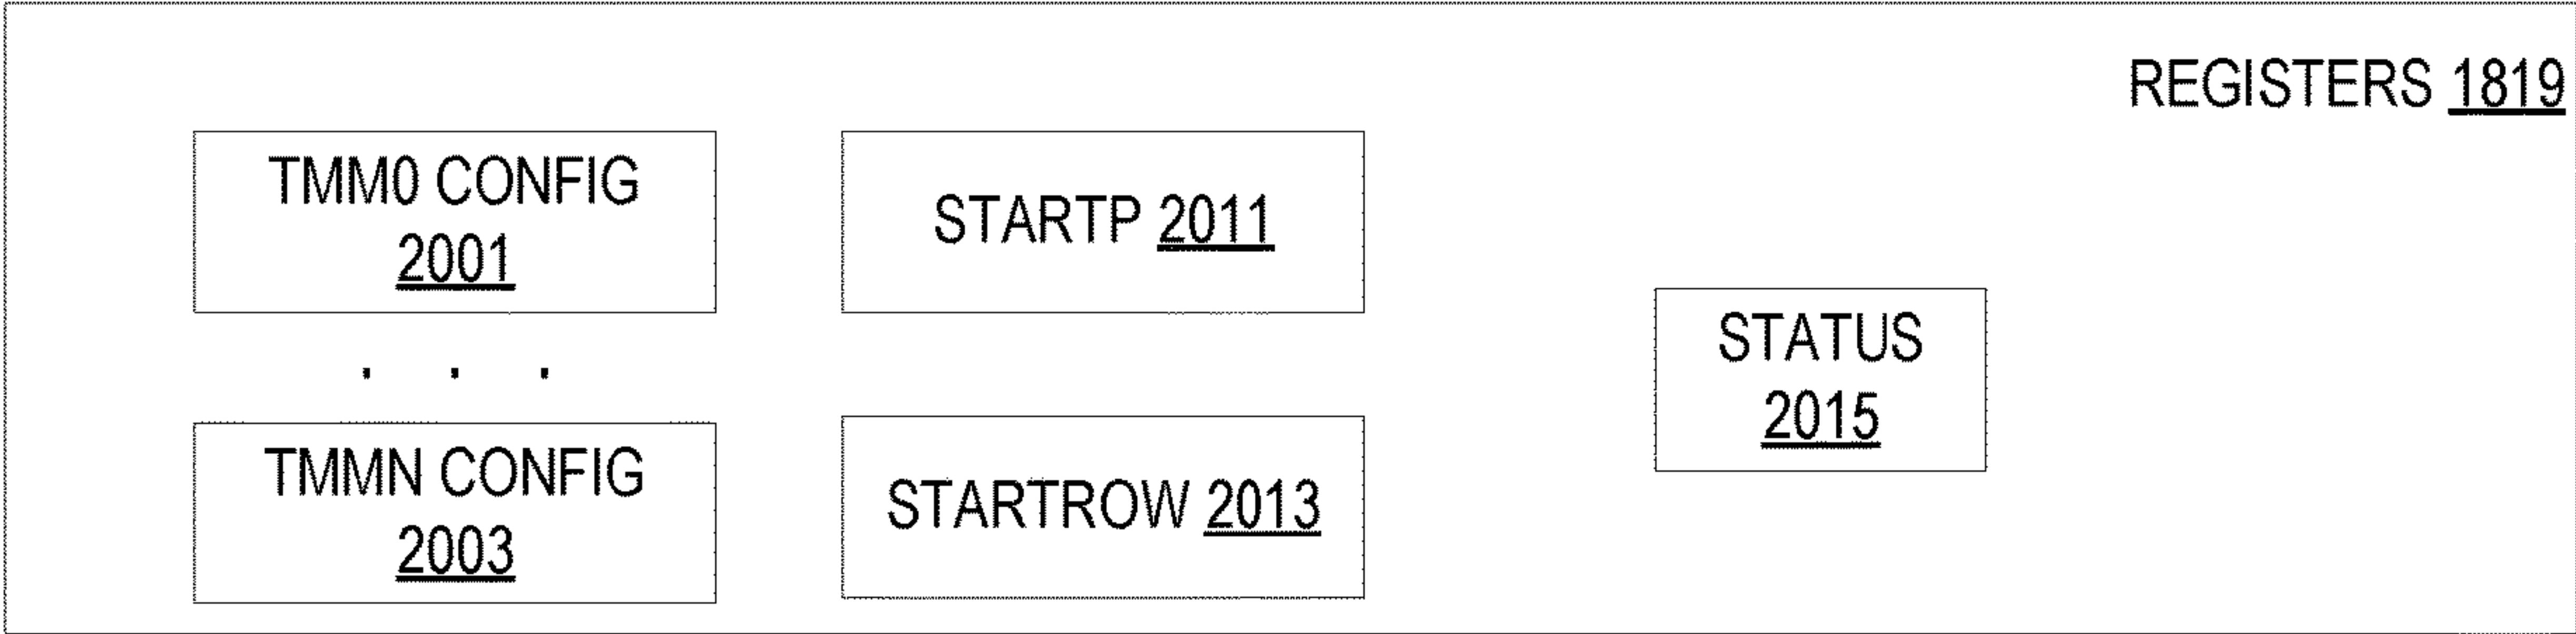 REGISTERS 1819
TMM0 CONFIG
2001
STARTP 2011
. . .
STATUS
2015
TMMN CONFIG
2003
STARTROW 2013